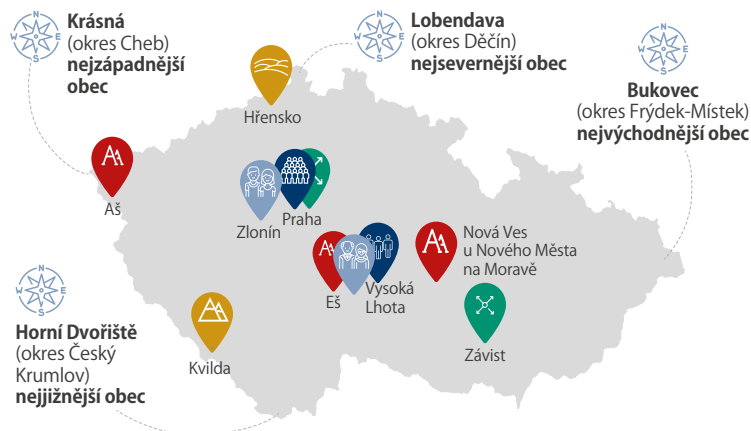 Krásná
(okres Cheb)
nejzápadnější
obec
N
W
E
S
Lobendava
(okres Děčín)
nejsevernější obec
N
W
E
S
Bukovec
(okres Frýdek-Místek)
nejvýchodnější obec
N
W
E
S
Hřensko
Aš
Zlonín
Praha
Nová Ves
u Nového Města
na Moravě
Eš
Vysoká
Lhota
Kvilda
Závist
N
W
E
S
Horní Dvořiště
(okres Český
Krumlov)
nejjižnější obec